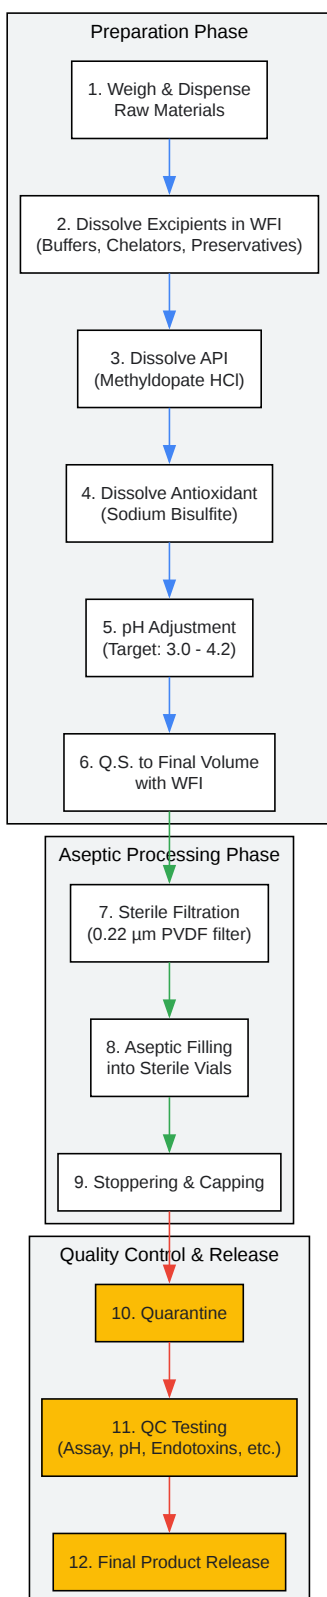 Preparation Phase
1. Weigh & Dispense
Raw Materials
2. Dissolve Excipients in WFI
(Buffers, Chelators, Preservatives)
3. Dissolve API
(Methyldopate HCl)
4. Dissolve Antioxidant
(Sodium Bisulfite)
5. pH Adjustment
(Target: 3.0 - 4.2)
6. Q.S. to Final Volume
with WFI
Aseptic Processing Phase
7. Sterile Filtration
(0.22 µm PVDF filter)
8. Aseptic Filling
into Sterile Vials
9. Stoppering & Capping
Quality Control & Release
10. Quarantine
11. QC Testing
(Assay, pH, Endotoxins, etc.)
12. Final Product Release